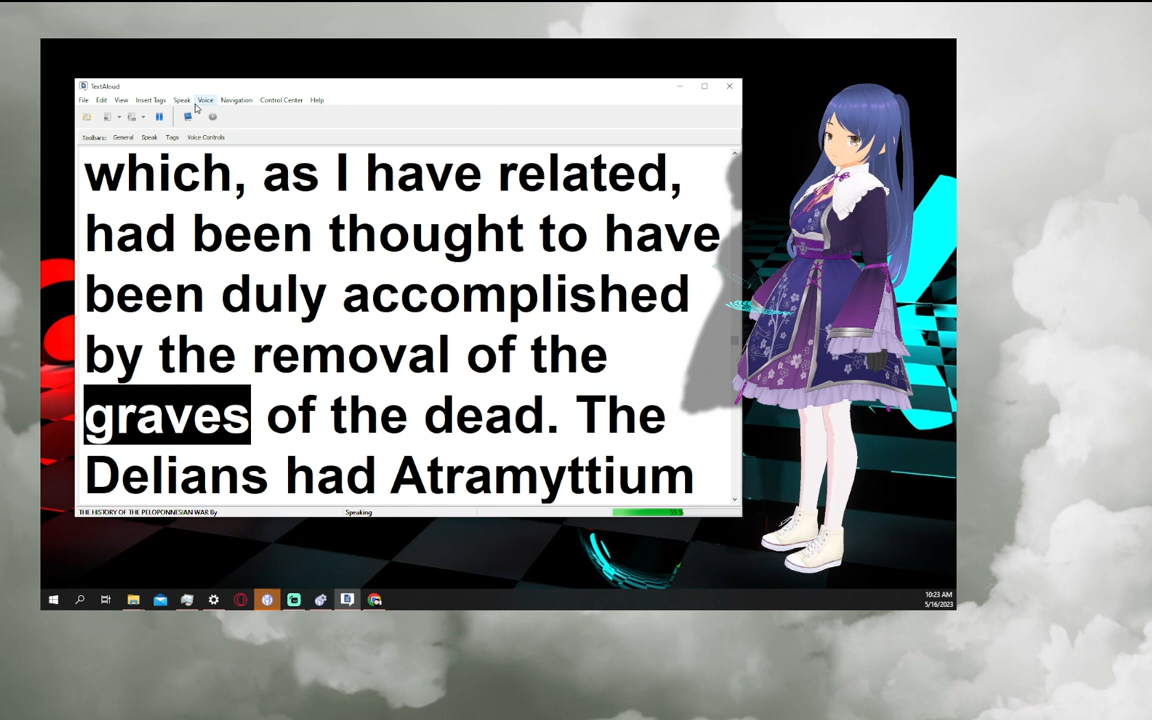 TextAloud
File Edit View Insert Tags Speak Voice Navigation Control Center Help
Toolbars: General Speak Tags Voice Controls
which, as I have related,
had been thought to have
been duly accomplished
by the removal of the
graves of the dead. The
Delians had Atramyttium
THE HISTORY OF THE PELOPONNESIAN WAR By Speaking 55%
10:23 AM
5/16/2023